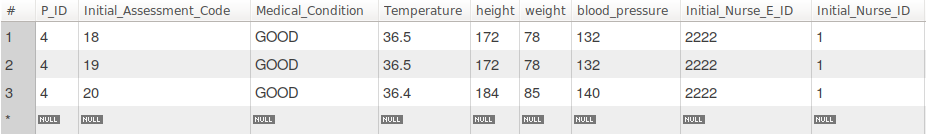 # P_ID Initial_Assessment_Code Medical_Condition Temperature height weight blood_pressure Initial_Nurse_E_ID Initial_Nurse_ID
1 4 18 GOOD 36.5 172 78 132 2222 1
2 4 19 GOOD 36.5 172 78 132 2222 1
3 4 20 GOOD 36.4 184 85 140 2222 1
* NULL NULL NULL NULL NULL NULL NULL NULL NULL